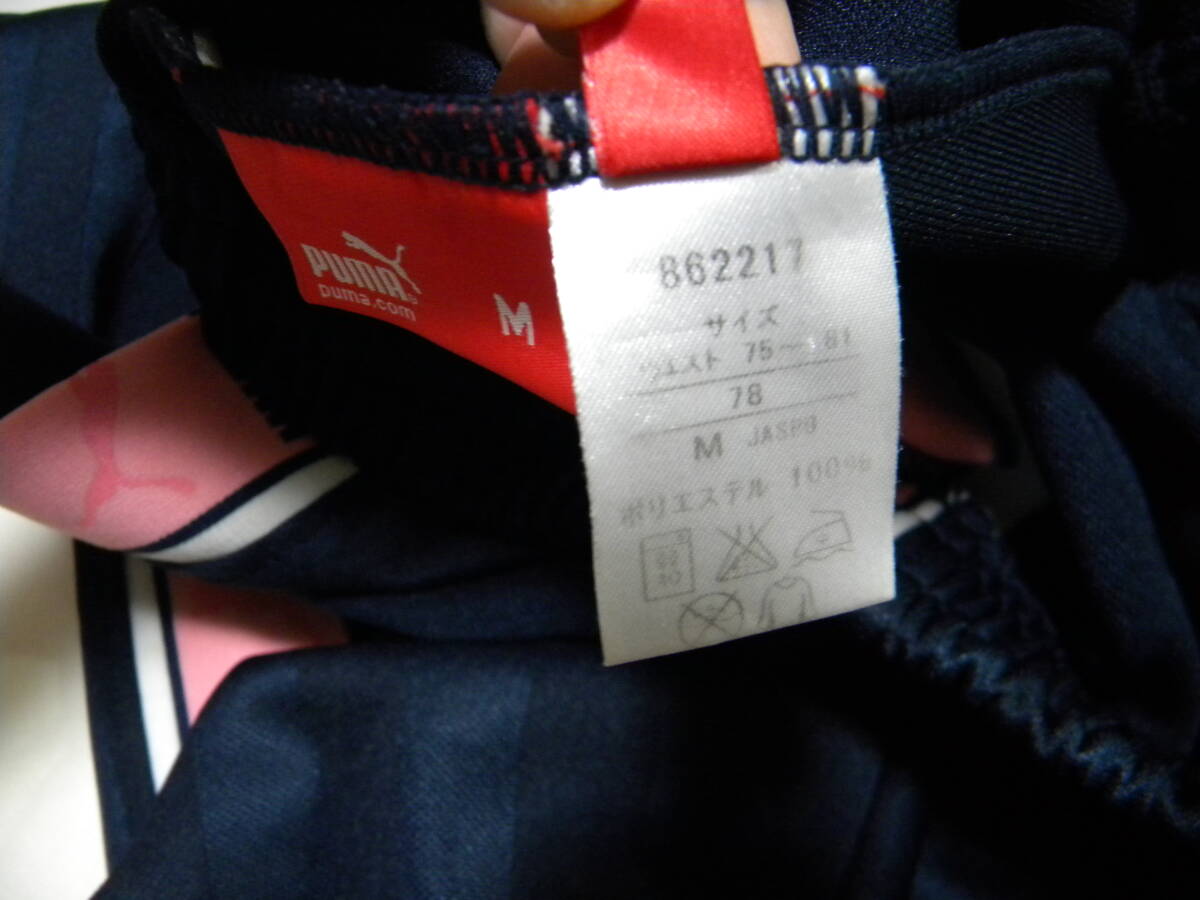 PUMA
puma.com
M
862217
サイズ
ウエスト 75〜81
78
M JASPO
ポリエステル 100%